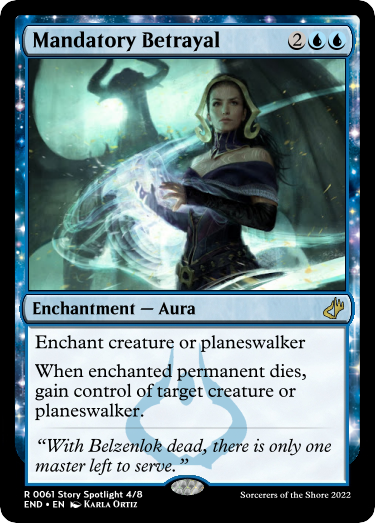 Mandatory Betrayal 2
Enchantment — Aura
Enchant creature or planeswalker
When enchanted permanent dies,
gain control of target creature or
planeswalker.
“With Belzenlok dead, there is only one
master left to serve.”
R 0061 Story Spotlight 4/8
END • EN Karla Ortiz
Sorcerers of the Shore 2022